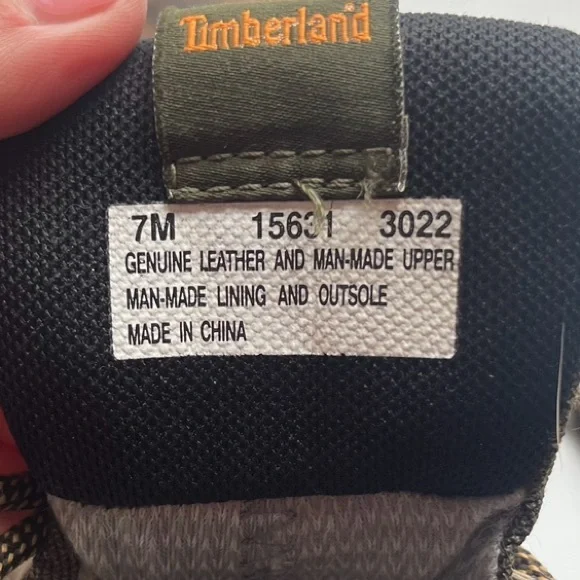 Timberland
7M 15631 3022
GENUINE LEATHER AND MAN-MADE UPPER
MAN-MADE LINING AND OUTSOLE
MADE IN CHINA